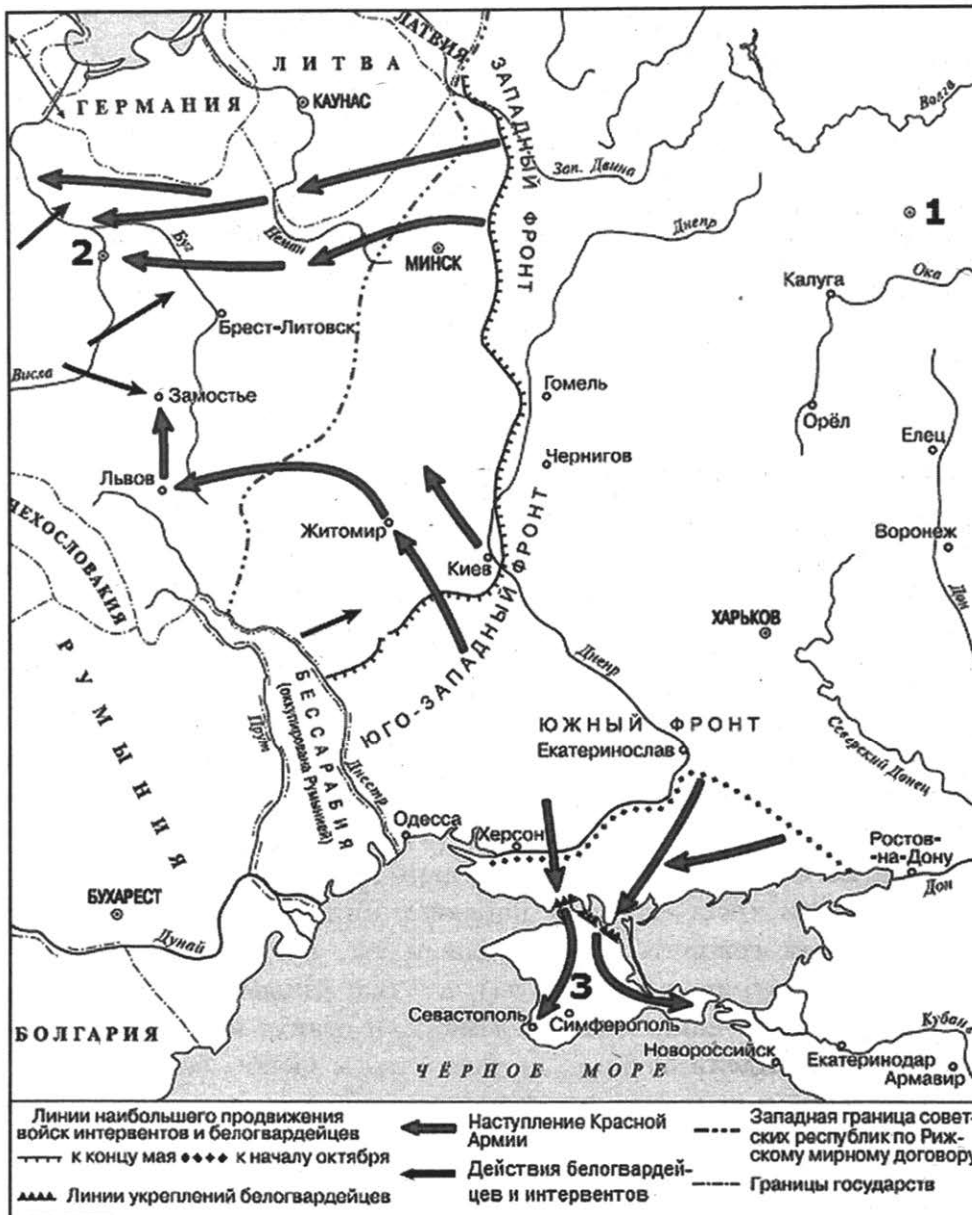 ЛАТВИЯ
ЛИТВА
КАУНАС
ГЕРМАНИЯ
ЗАПАДНЫЙ ФРОНТ
Волга
Зап. Двина
Днепр
1
2
Буг
Неман
МИНСК
Калуга
Ока
Брест-Литовск
Висла
Замостье
Гомель
Орёл
Елец
Чернигов
Львов
ЧЕХОСЛОВАКИЯ
Житомир
Киев
Воронеж
Дон
ХАРЬКОВ
ЮГО-ЗАПАДНЫЙ ФРОНТ
Днепр
РУМЫНИЯ
БЕССАРАБИЯ
(оккупирована Румынией)
Прут
Днестр
ЮЖНЫЙ ФРОНТ
Екатеринослав
Северский Донец
Одесса
Херсон
Ростов-
-на-Дону
Дон
БУХАРЕСТ
Дунай
3
БОЛГАРИЯ
Севастополь
Симферополь
Новороссийск
Кубань
Екатеринодар
Армавир
ЧЁРНОЕ МОРЕ
Линии наибольшего продвижения
войск интервентов и белогвардейцев
к концу мая к началу октября
Линии укреплений белогвардейцев
Наступление Красной
Армии
Действия белогвардей-
цев и интервентов
Западная граница совет-
ских республик по Риж-
скому мирному договору
Границы государств